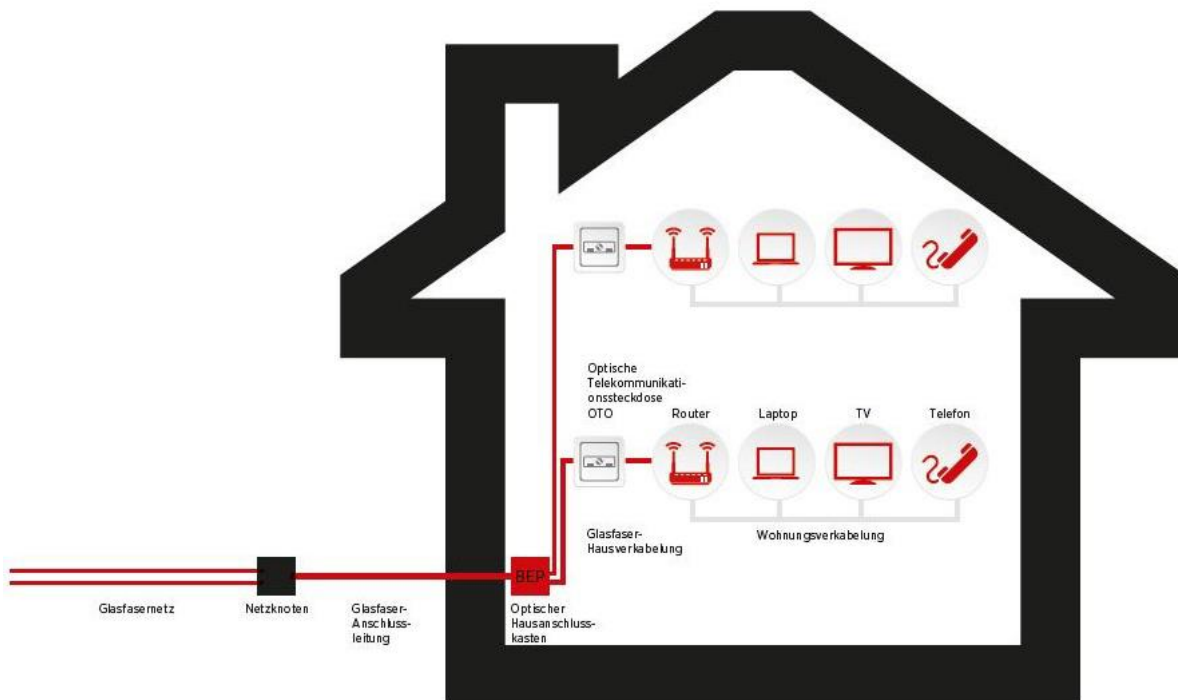 Optische
Telekommunikati-
onssteckdose
OTO
Router
Laptop
TV
Telefon
Glasfaser-
Hausverkabelung
Wohnungsverkabelung
BEP
Glasfasernetz
Netzknoten
Glasfaser-
Anschluss-
leitung
Optischer
Hausanschluss-
kasten